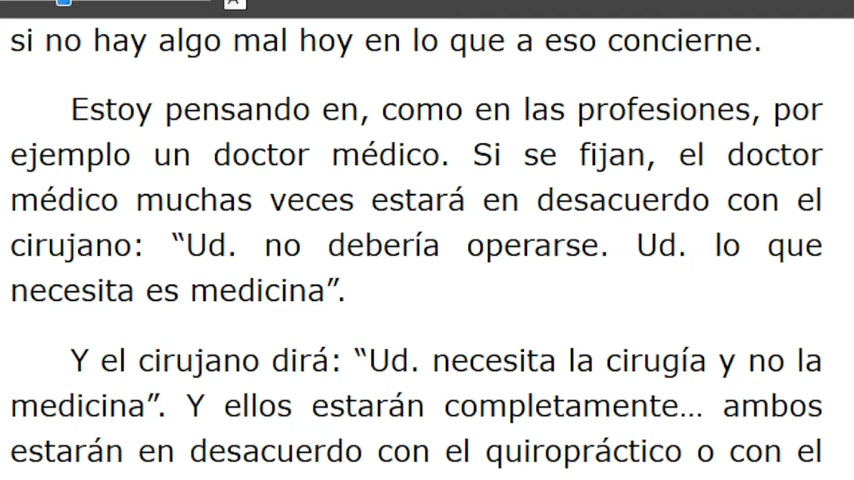 si no hay algo mal hoy en lo que a eso concierne.
Estoy pensando en, como en las profesiones, por
ejemplo un doctor médico. Si se fijan, el doctor
médico muchas veces estará en desacuerdo con el
cirujano: “Ud. no debería operarse. Ud. lo que
necesita es medicina”.
Y el cirujano dirá: “Ud. necesita la cirugía y no la
medicina”. Y ellos estarán completamente… ambos
estarán en desacuerdo con el quiropráctico o con el